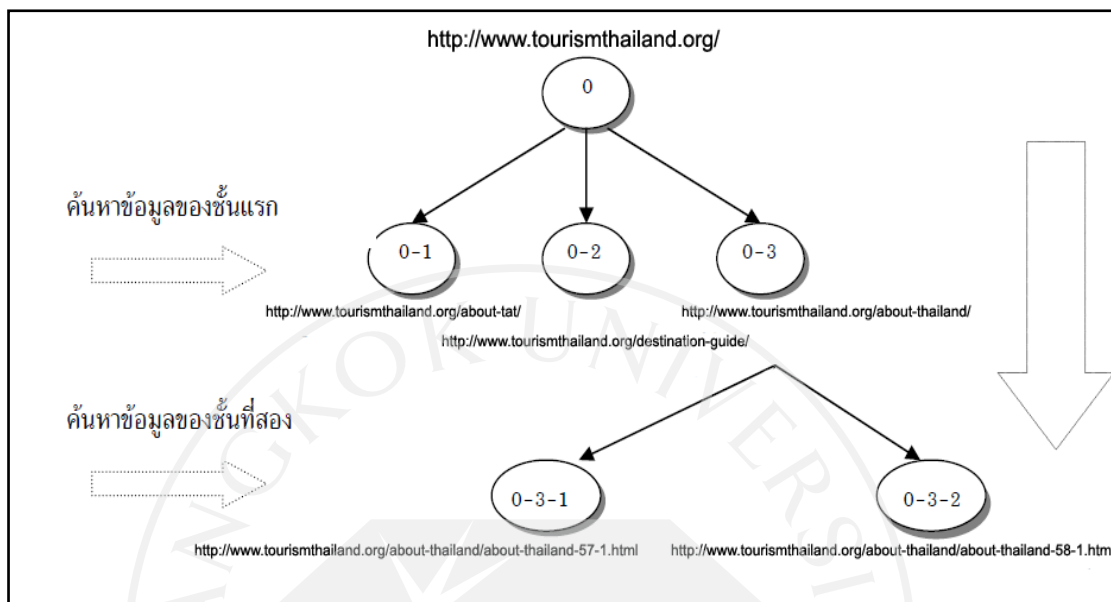 http://www.tourismthailand.org/
0
ค้นหาข้อมูลของชั้นแรก
0-1
0-2
0-3
http://www.tourismthailand.org/about-tat/
http://www.tourismthailand.org/about-thailand/
http://www.tourismthailand.org/destination-guide/
ค้นหาข้อมูลของชั้นที่สอง
0-3-1
0-3-2
http://www.tourismthailand.org/about-thailand/about-thailand-57-1.html
http://www.tourismthailand.org/about-thailand/about-thailand-58-1.htm
ANGKOK UNIVERSI